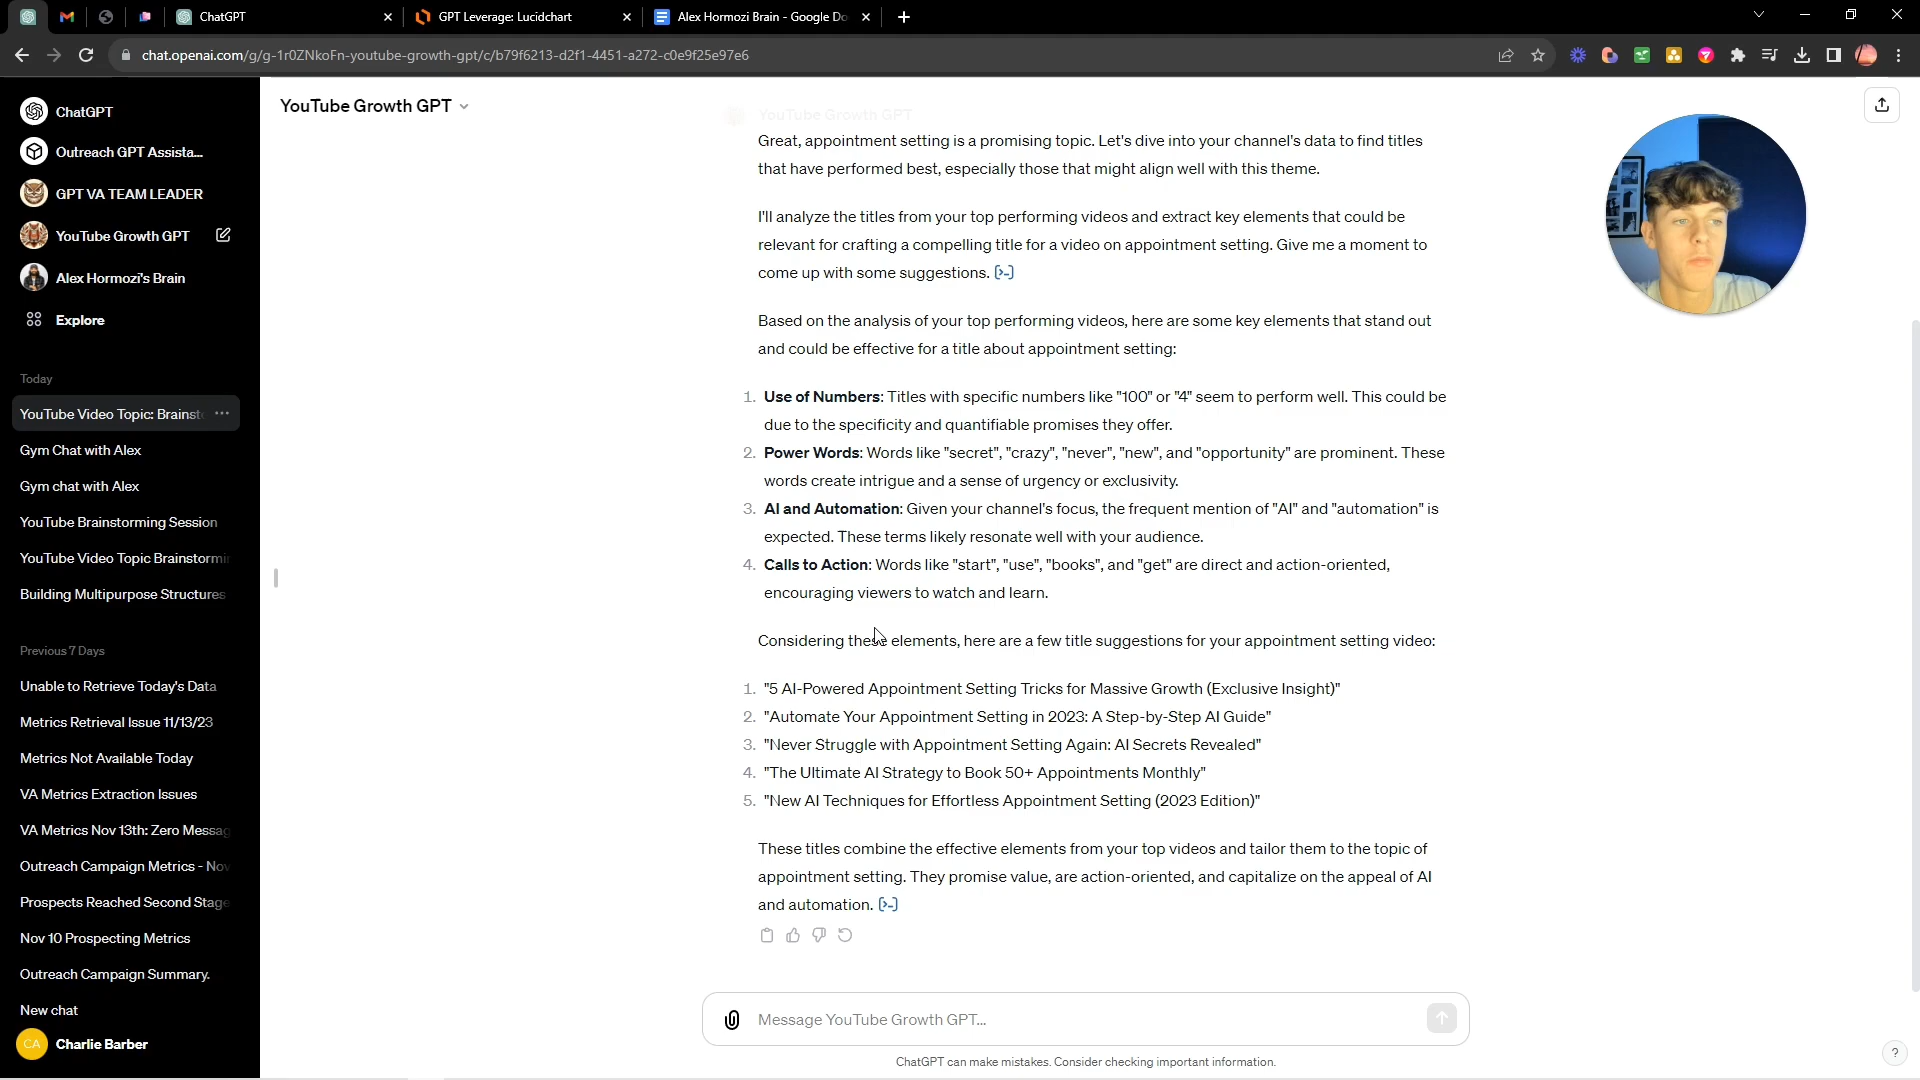 ChatGPT
GPT Leverage: Lucidchart
Alex Hormozi Brain - Google Do
chat.openai.com/g/g-1r0ZNkoFn-youtube-growth-gpt/c/b79f6213-d2f1-4451-a272-c0e9f25e97e6
ChatGPT
Outreach GPT Assista...
GPT VA TEAM LEADER
YouTube Growth GPT
Alex Hormozi's Brain
Explore
Today
YouTube Video Topic: Brainst
Gym Chat with Alex
Gym chat with Alex
YouTube Brainstorming Session
YouTube Video Topic Brainstormi
Building Multipurpose Structures
Previous 7 Days
Unable to Retrieve Today's Data
Metrics Retrieval Issue 11/13/23
Metrics Not Available Today
VA Metrics Extraction Issues
VA Metrics Nov 13th: Zero Messag
Outreach Campaign Metrics - Nov
Prospects Reached Second Stage
Nov 10 Prospecting Metrics
Outreach Campaign Summary.
New chat
CA Charlie Barber
YouTube Growth GPT
YouTube Growth GPT
Great, appointment setting is a promising topic. Let's dive into your channel's data to find titles
that have performed best, especially those that might align well with this theme.
I'll analyze the titles from your top performing videos and extract key elements that could be
relevant for crafting a compelling title for a video on appointment setting. Give me a moment to
come up with some suggestions. [>-]
Based on the analysis of your top performing videos, here are some key elements that stand out
and could be effective for a title about appointment setting:
1. Use of Numbers: Titles with specific numbers like "100" or "4" seem to perform well. This could be
due to the specificity and quantifiable promises they offer.
2. Power Words: Words like "secret", "crazy", "never", "new", and "opportunity" are prominent. These
words create intrigue and a sense of urgency or exclusivity.
3. AI and Automation: Given your channel's focus, the frequent mention of "AI" and "automation" is
expected. These terms likely resonate well with your audience.
4. Calls to Action: Words like "start", "use", "books", and "get" are direct and action-oriented,
encouraging viewers to watch and learn.
Considering these elements, here are a few title suggestions for your appointment setting video:
1. "5 AI-Powered Appointment Setting Tricks for Massive Growth (Exclusive Insight)"
2. "Automate Your Appointment Setting in 2023: A Step-by-Step AI Guide"
3. "Never Struggle with Appointment Setting Again: AI Secrets Revealed"
4. "The Ultimate AI Strategy to Book 50+ Appointments Monthly"
5. "New AI Techniques for Effortless Appointment Setting (2023 Edition)"
These titles combine the effective elements from your top videos and tailor them to the topic of
appointment setting. They promise value, are action-oriented, and capitalize on the appeal of AI
and automation. [>-]
Message YouTube Growth GPT...
ChatGPT can make mistakes. Consider checking important information.
?